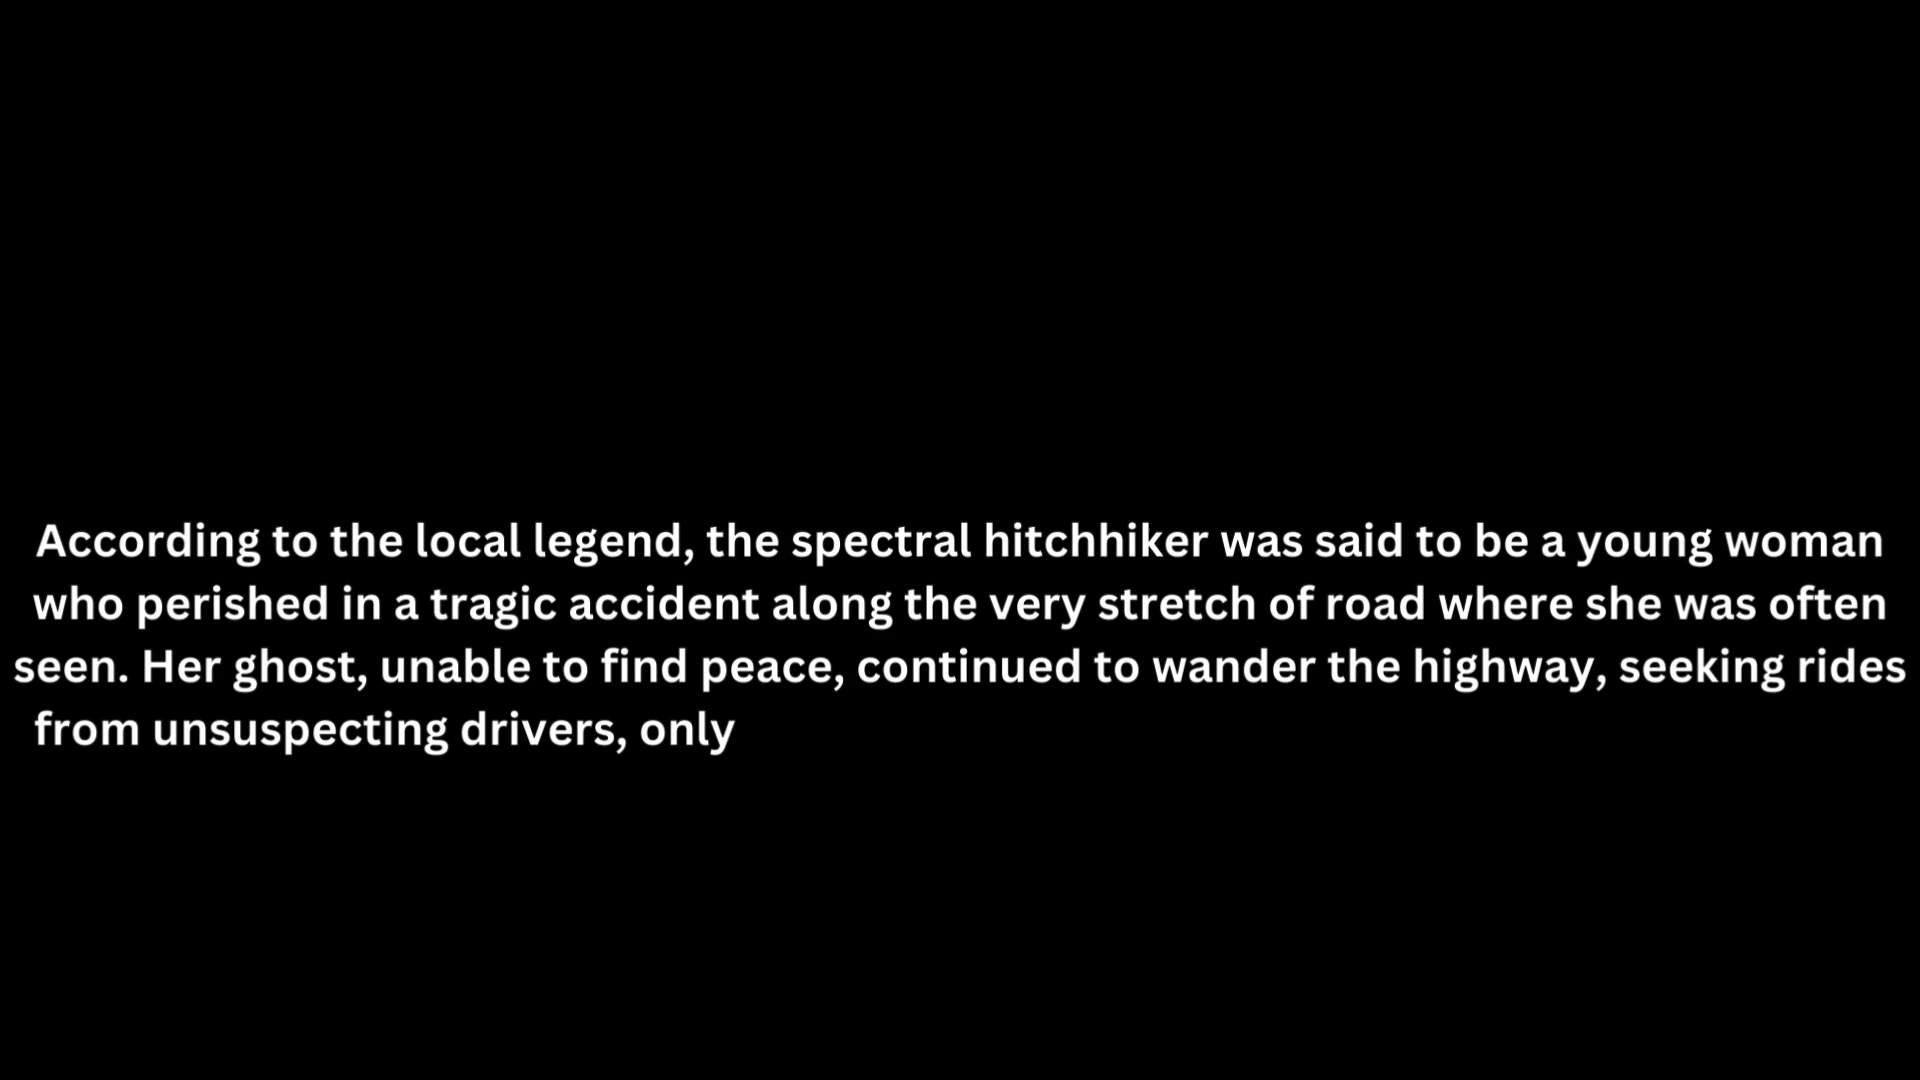 According to the local legend, the spectral hitchhiker was said to be a young woman
who perished in a tragic accident along the very stretch of road where she was often
seen. Her ghost, unable to find peace, continued to wander the highway, seeking rides
from unsuspecting drivers, only